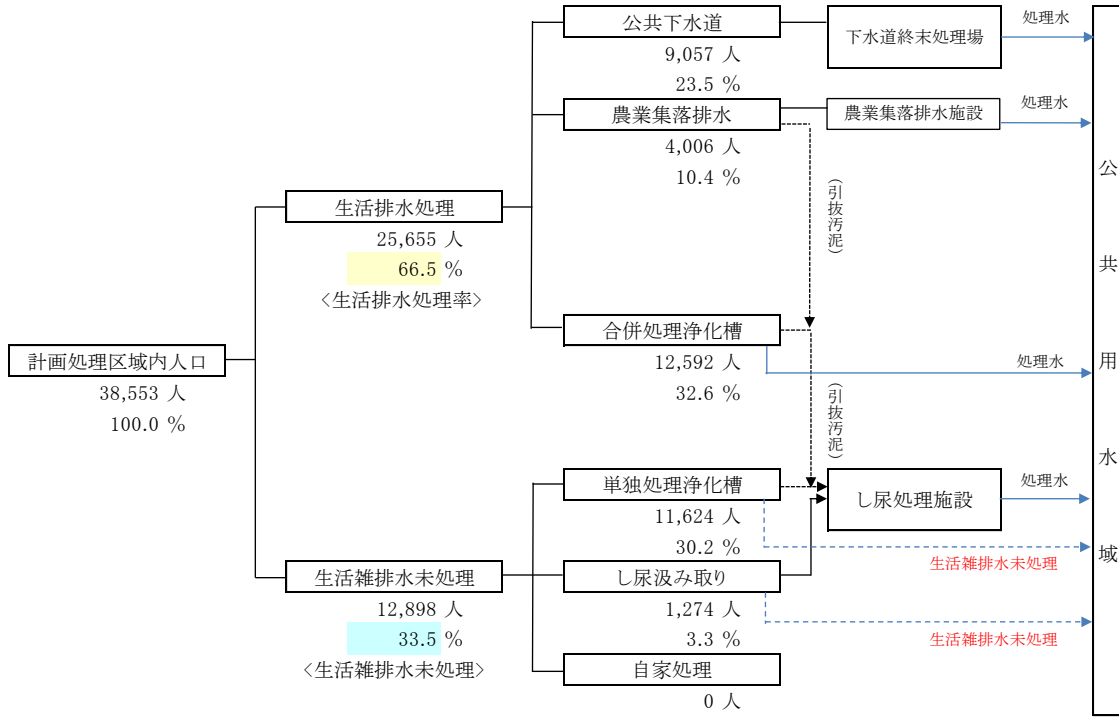 公共下水道
9,057 人
23.5 %
下水道終末処理場
処理水
農業集落排水
4,006 人
10.4 %
農業集落排水施設
処理水
(引抜汚泥)
生活排水処理
25,655 人
66.5 %
<生活排水処理率>
合併処理浄化槽
12,592 人
32.6 %
処理水
(引抜汚泥)
計画処理区域内人口
38,553 人
100.0 %
単独処理浄化槽
11,624 人
30.2 %
し尿処理施設
処理水
生活雑排水未処理
生活雑排水未処理
12,898 人
33.5 %
<生活雑排水未処理>
し尿汲み取り
1,274 人
3.3 %
生活雑排水未処理
自家処理
0 人
公共用水域